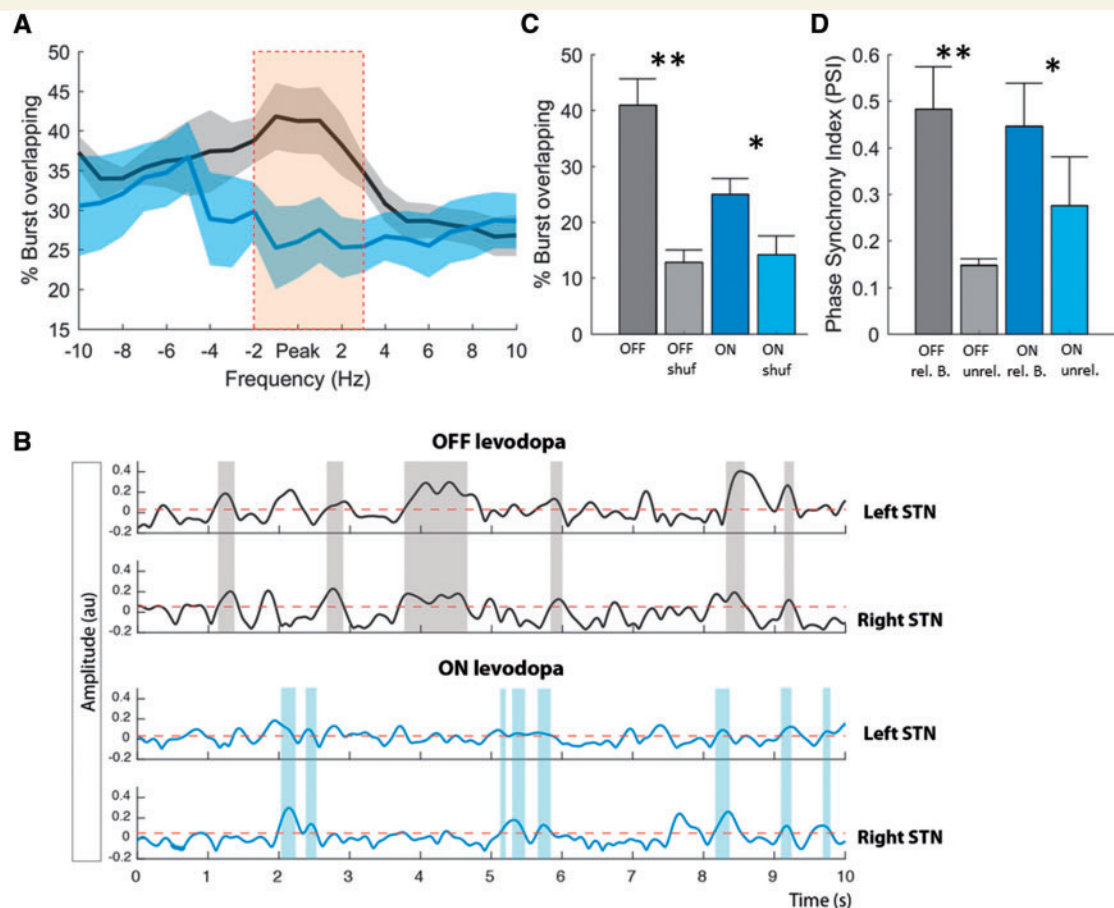 A
% Burst overlapping
50
45
40
35
30
25
20
15
-10 -8 -6 -4 -2 Peak 2 4 6 8 10
Frequency (Hz)
C
% Burst overlapping
50
40
30
20
10
0
**
*
OFF OFF shuf ON ON shuf
D
Phase Synchrony Index (PSI)
0.6
0.5
0.4
0.3
0.2
0.1
0
**
*
OFF rel. B. OFF unrel. ON rel. B. ON unrel.
B
OFF levodopa
Amplitude (au)
0.4
0.2
0
-0.2
Left STN
0.4
0.2
0
-0.2
Right STN
ON levodopa
0.4
0.2
0
-0.2
Left STN
0.4
0.2
0
-0.2
Right STN
0 1 2 3 4 5 6 7 8 9 10
Time (s)